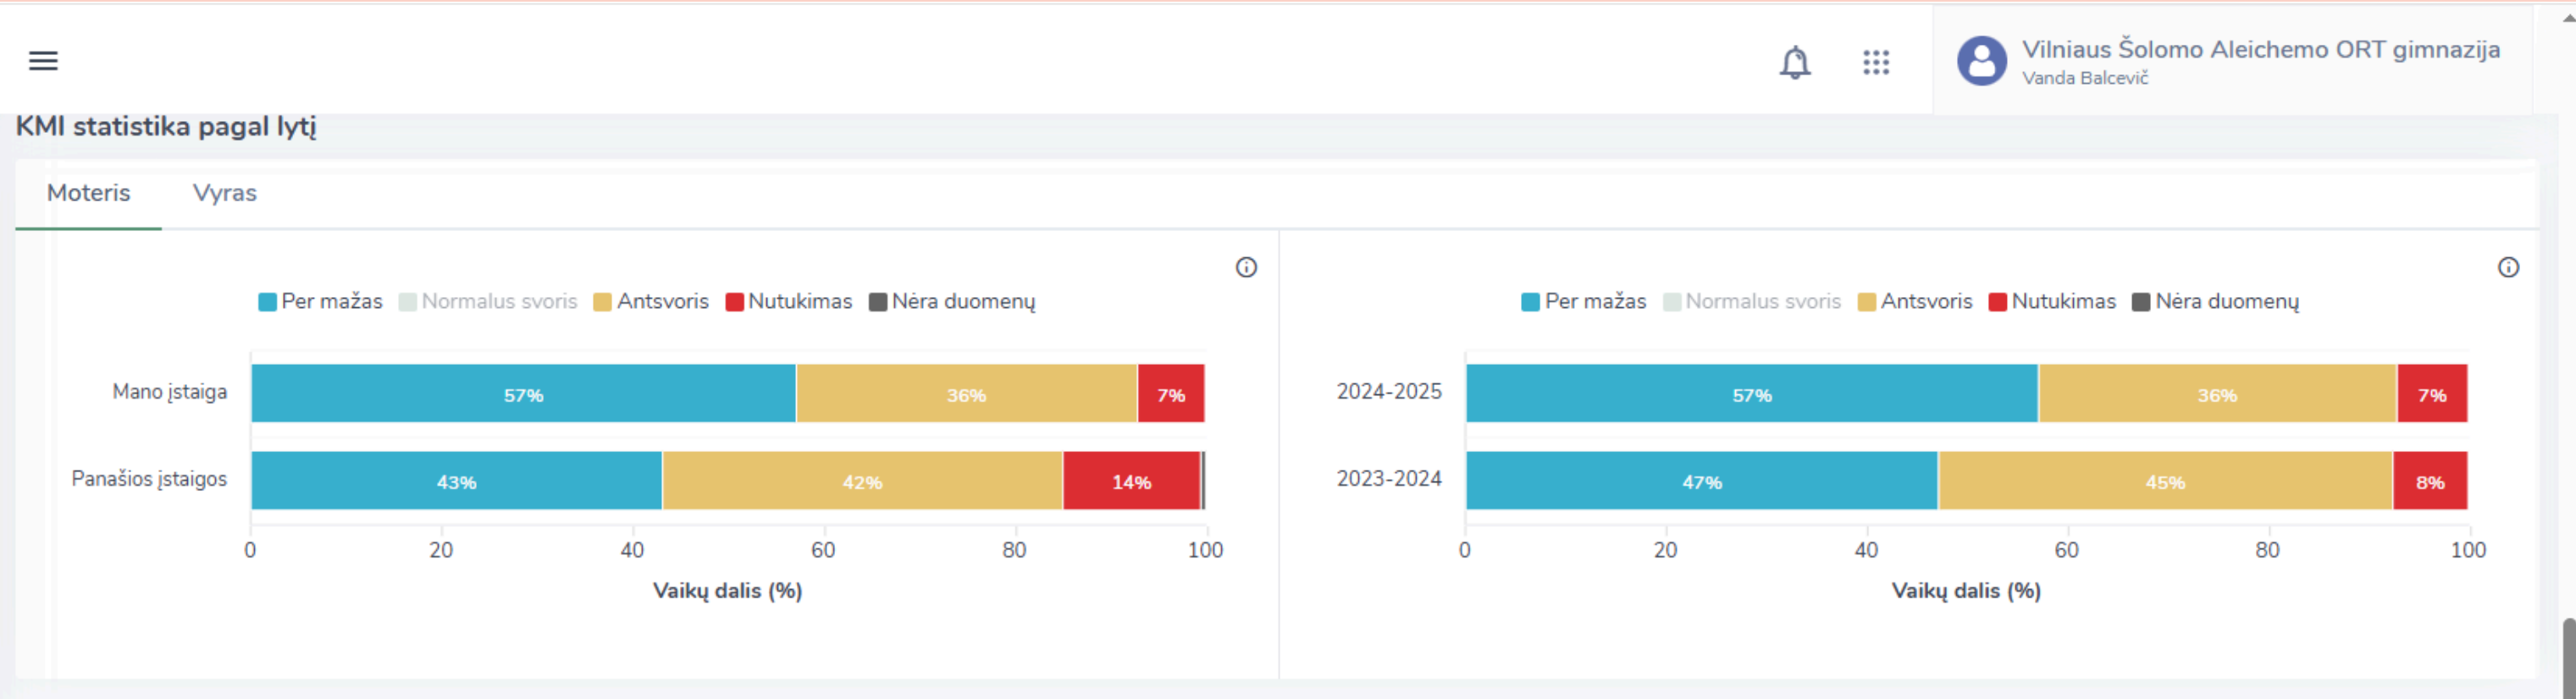 Vilniaus Šolomo Aleichemo ORT gimnazija
Vanda Balcevič
KMI statistika pagal lytį
Moteris Vyras
Per mažas Normalus svoris Antsvoris Nutukimas Nėra duomenų
Mano įstaiga 57% 36% 7%
Panašios įstaigos 43% 42% 14%
0 20 40 60 80 100
Vaikų dalis (%)
Per mažas Normalus svoris Antsvoris Nutukimas Nėra duomenų
2024-2025 57% 36% 7%
2023-2024 47% 45% 8%
0 20 40 60 80 100
Vaikų dalis (%)